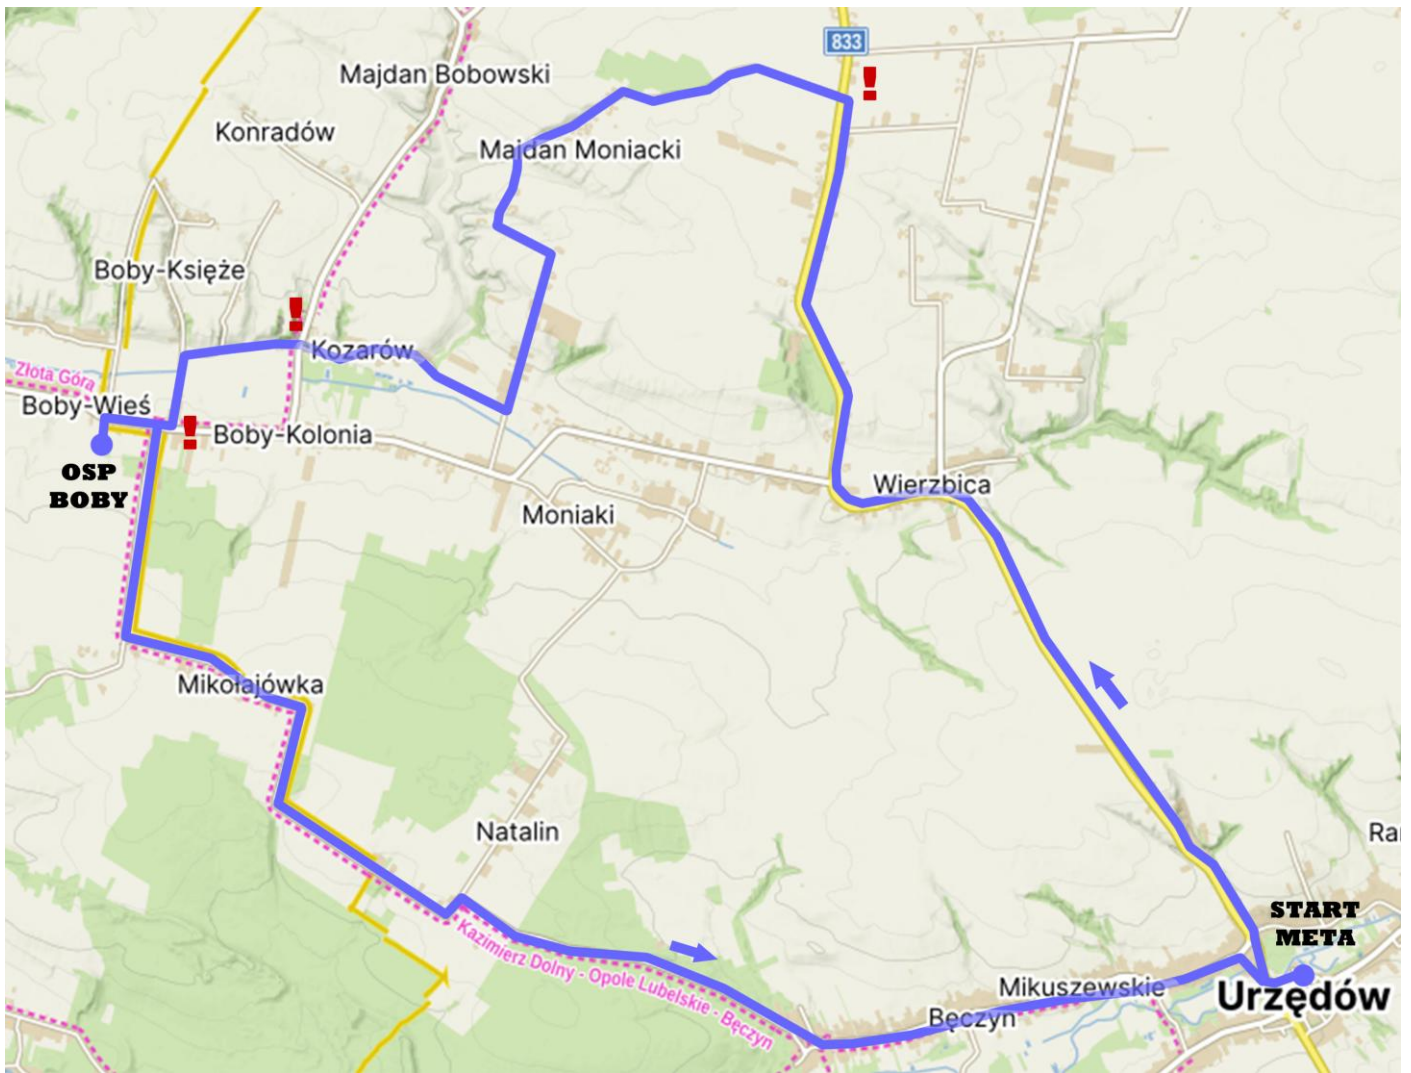 833
!
Majdan Bobowski
Konradów
Majdan Moniacki
Boby-Księże
!
Kozarów
Złota Góra
Boby-Wieś
!
Boby-Kolonia
OSP
BOBY
Wierzbica
Moniaki
Mikołajówka
Natalin
Ra
START
META
Kazimierz Dolny - Opole Lubelskie - Bęczyn
Mikuszewskie
Urzędów
Bęczyn